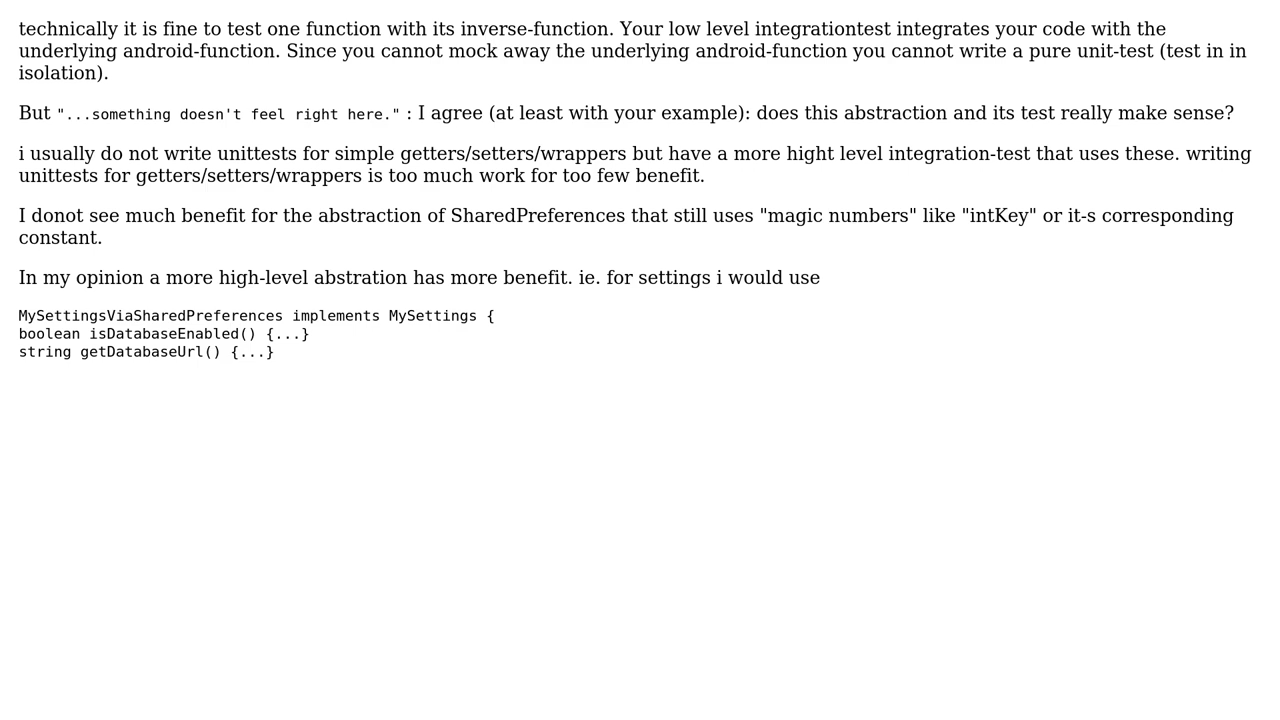 technically it is fine to test one function with its inverse-function. Your low level integrationtest integrates your code with the
underlying android-function. Since you cannot mock away the underlying android-function you cannot write a pure unit-test (test in in
isolation).
But "...something doesn't feel right here." : I agree (at least with your example): does this abstraction and its test really make sense?
i usually do not write unittests for simple getters/setters/wrappers but have a more hight level integration-test that uses these. writing
unittests for getters/setters/wrappers is too much work for too few benefit.
I donot see much benefit for the abstraction of SharedPreferences that still uses "magic numbers" like "intKey" or it-s corresponding
constant.
In my opinion a more high-level abstration has more benefit. ie. for settings i would use
MySettingsViaSharedPreferences implements MySettings {
boolean isDatabaseEnabled() {...}
string getDatabaseUrl() {...}